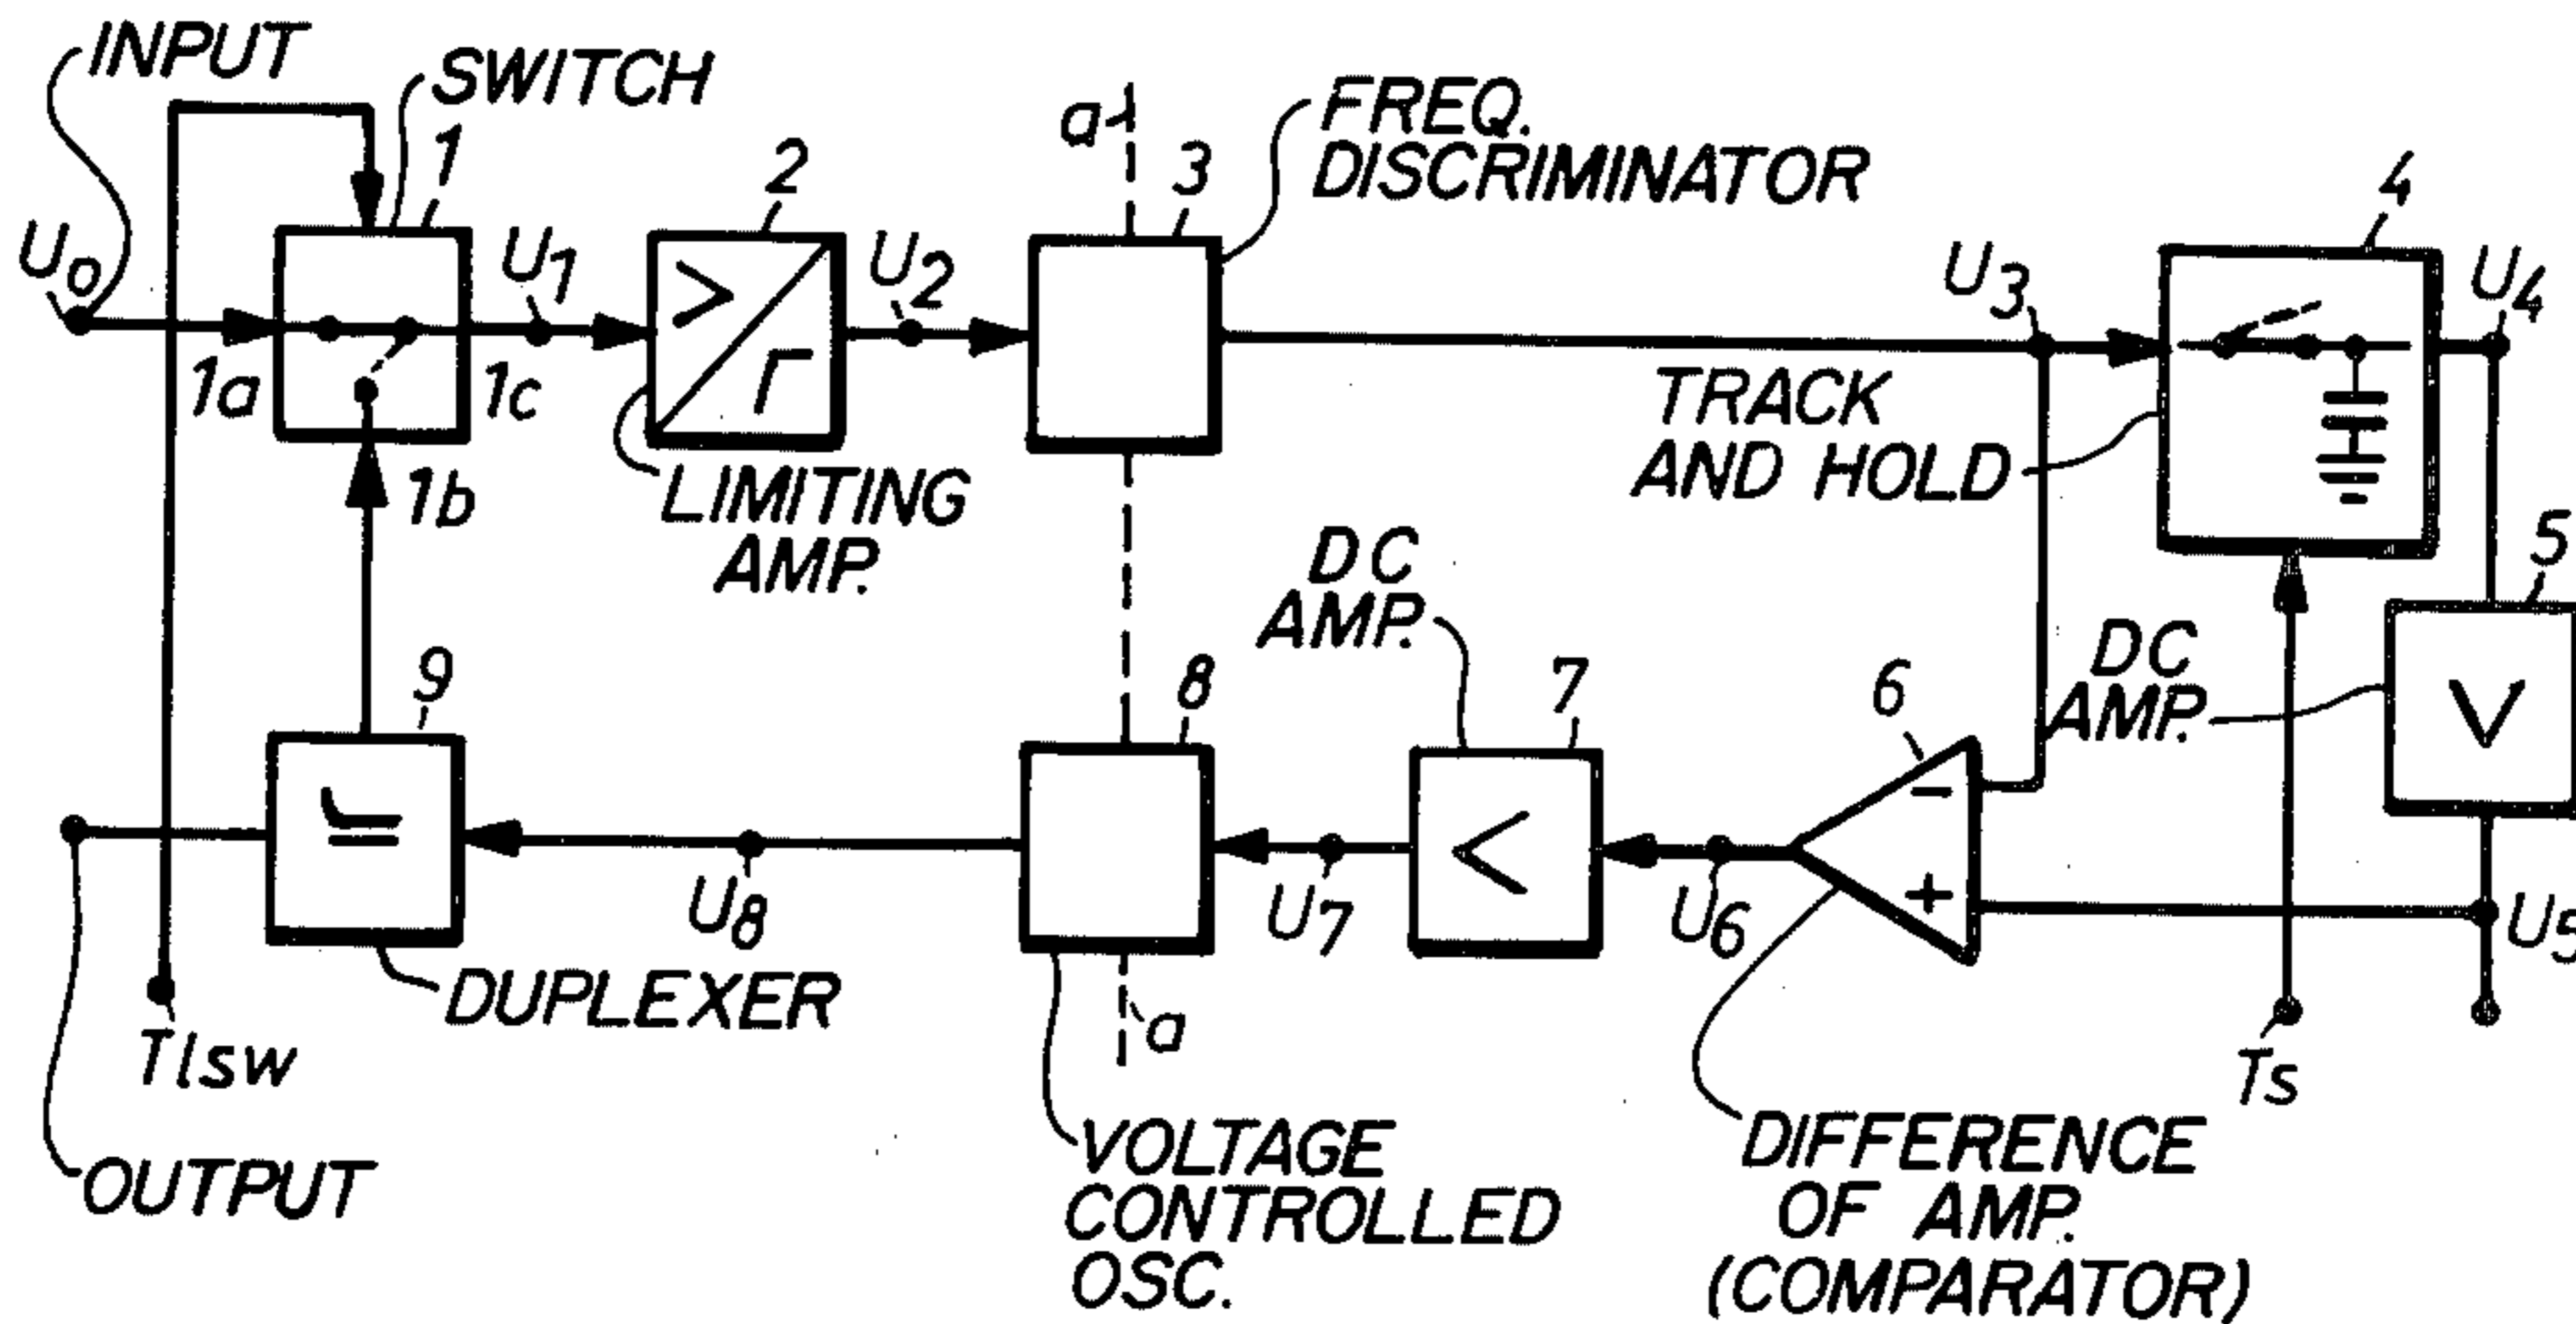 INPUT
SWITCH
1
2
a
3
FREQ.
DISCRIMINATOR
4
U0
U1
U2
U3
U4
1a
1c
1b
LIMITING
AMP.
TRACK
AND HOLD
5
DC
AMP.
DC
AMP.
9
8
7
6
-
+
U8
U7
U6
U5
DUPLEXER
a
T1sw
Ts
OUTPUT
VOLTAGE
CONTROLLED
OSC.
DIFFERENCE
OF AMP.
(COMPARATOR)